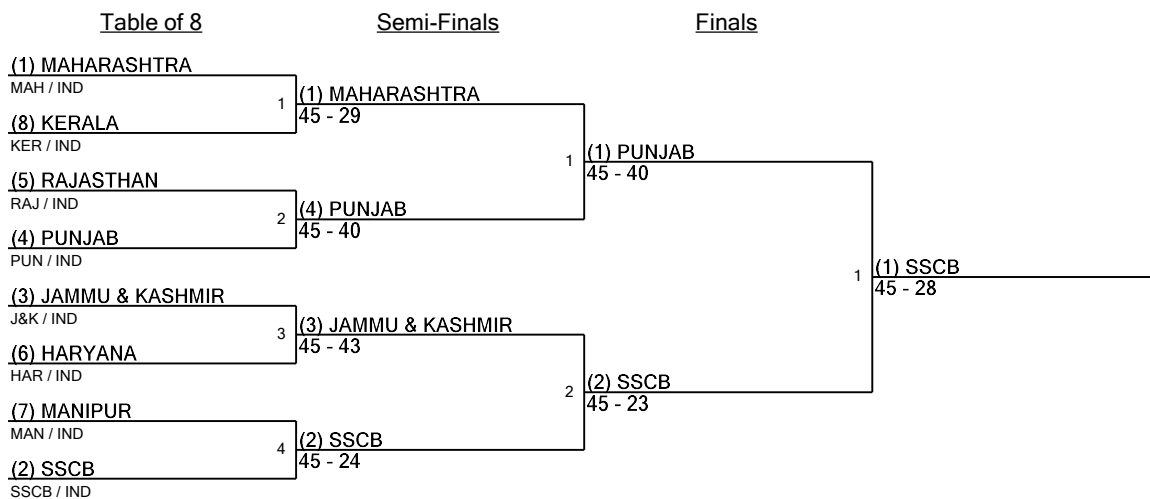 Table of 8
Semi-Finals
Finals
(1) MAHARASHTRA
MAH / IND
(8) KERALA
KER / IND
(5) RAJASTHAN
RAJ / IND
(4) PUNJAB
PUN / IND
(3) JAMMU & KASHMIR
J&K / IND
(6) HARYANA
HAR / IND
(7) MANIPUR
MAN / IND
(2) SSCB
SSCB / IND
1
(1) MAHARASHTRA
45 - 29
2
(4) PUNJAB
45 - 40
3
(3) JAMMU & KASHMIR
45 - 43
4
(2) SSCB
45 - 24
1
(1) PUNJAB
45 - 40
2
(2) SSCB
45 - 23
1
(1) SSCB
45 - 28